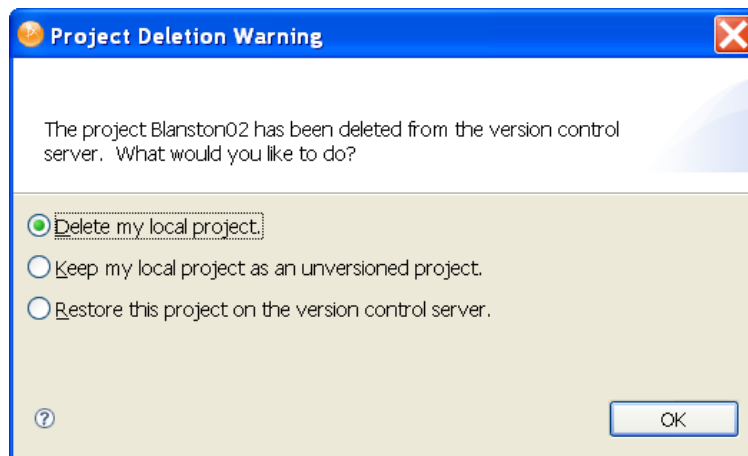 Project Deletion Warning
The project Blanston02 has been deleted from the version control
server.  What would you like to do?
Delete my local project.
Keep my local project as an unversioned project.
Restore this project on the version control server.
?
OK